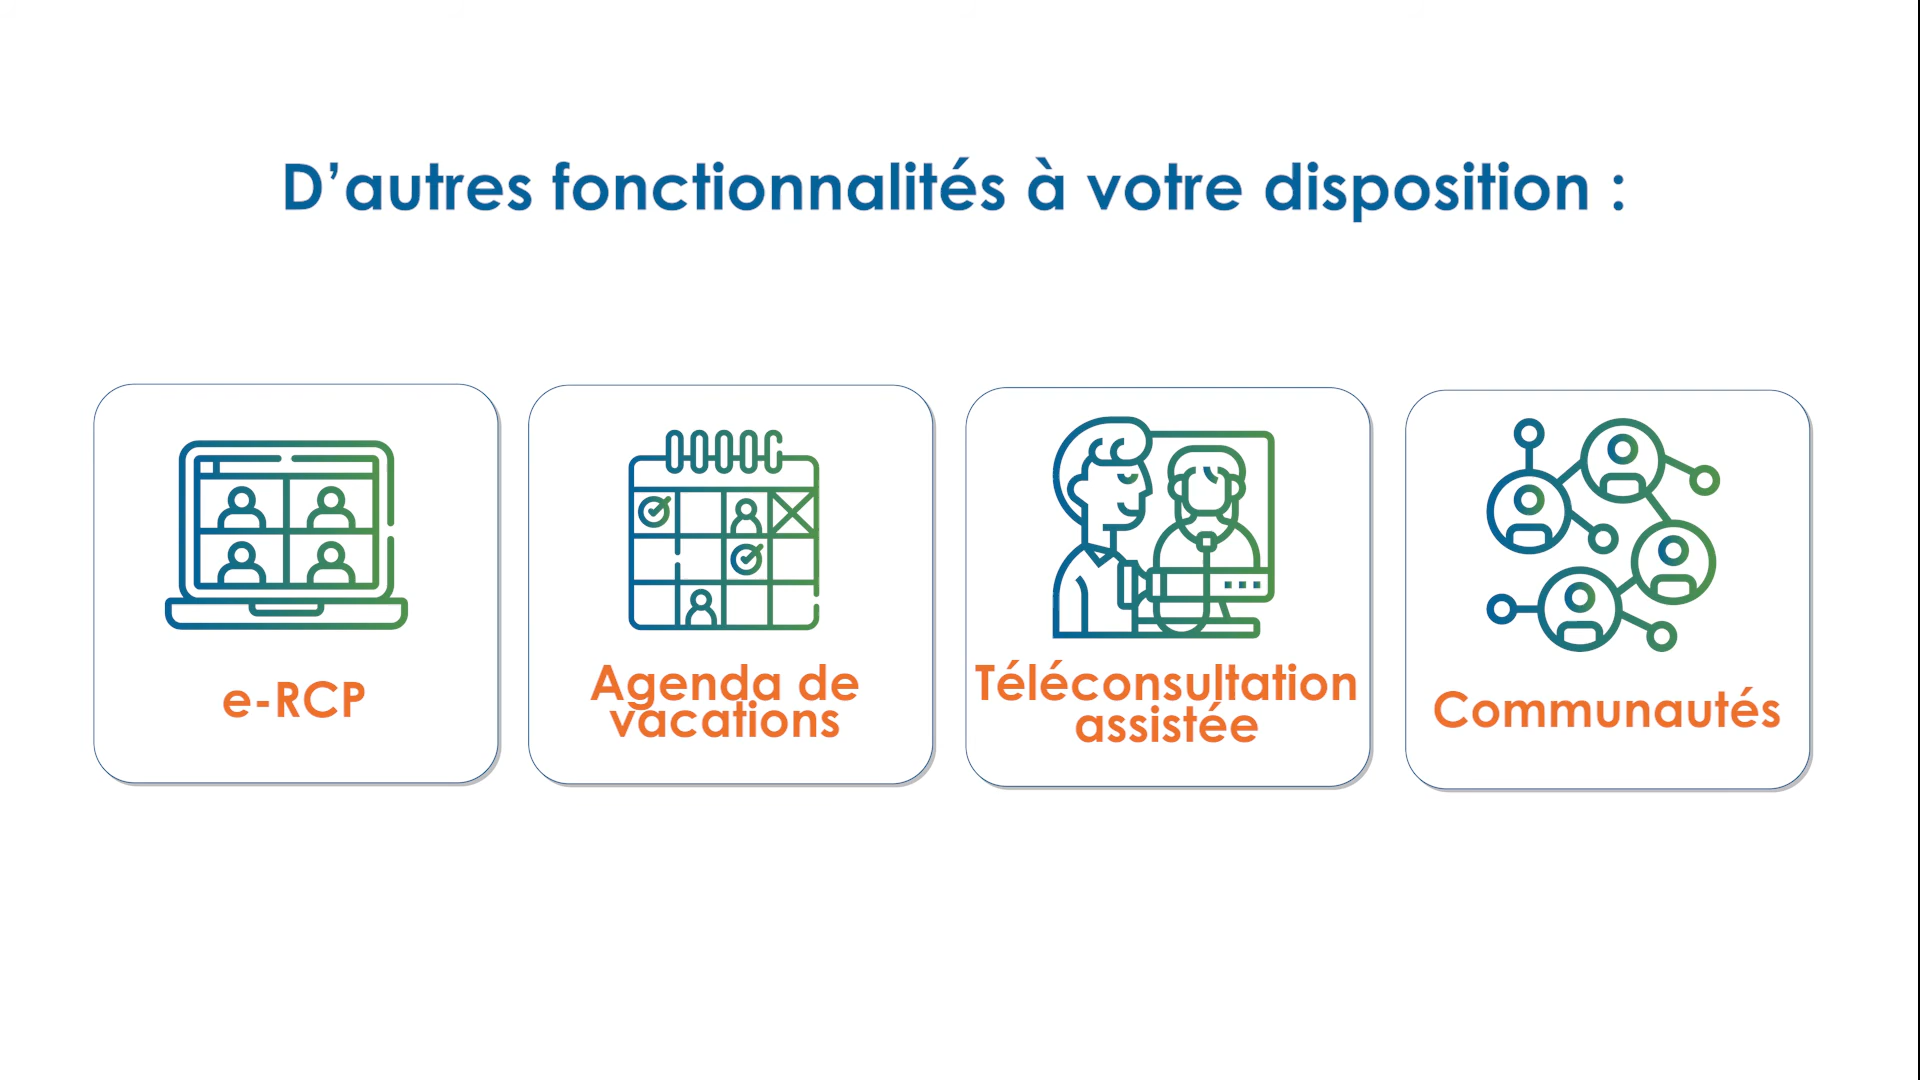 D’autres fonctionnalités à votre disposition :
e-RCP
Agenda de
vacations
Téléconsultation
assistée
Communautés